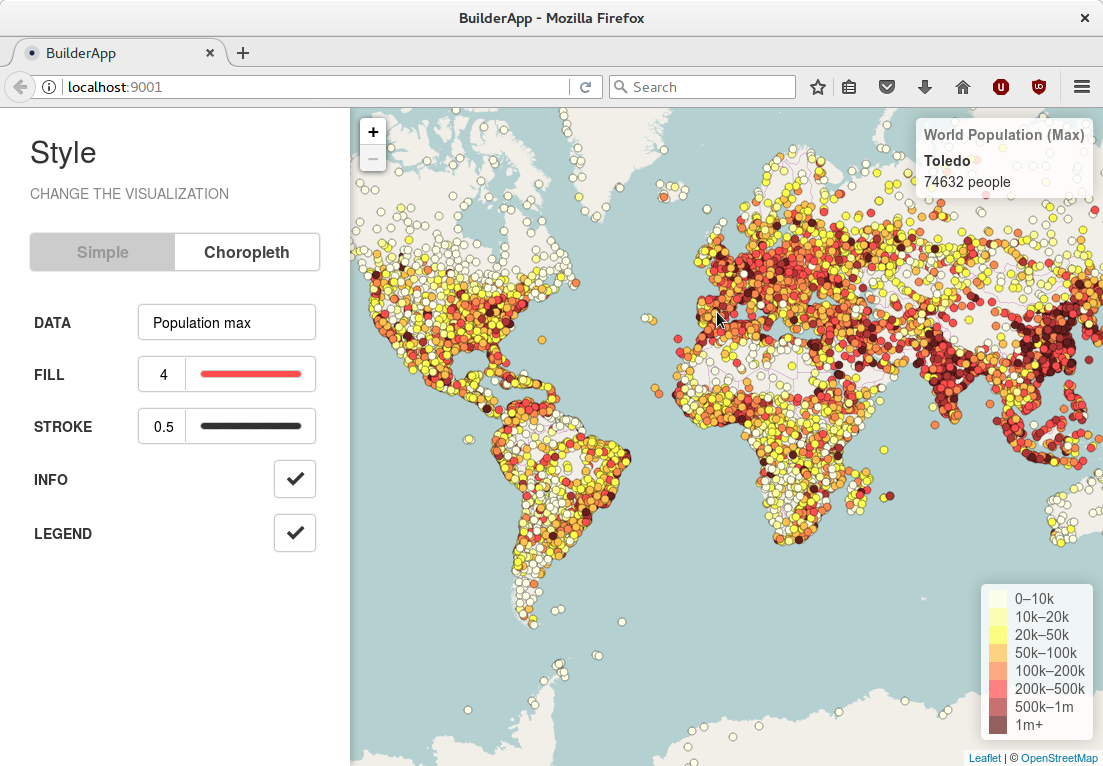 BuilderApp - Mozilla Firefox
BuilderApp
localhost:9001
Search
Style
CHANGE THE VISUALIZATION
Simple
Choropleth
DATA
Population max
FILL
4
STROKE
0.5
INFO
LEGEND
+
−
World Population (Max)
Toledo
74632 people
0–10k
10k–20k
20k–50k
50k–100k
100k–200k
200k–500k
500k–1m
1m+
Leaflet | © OpenStreetMap